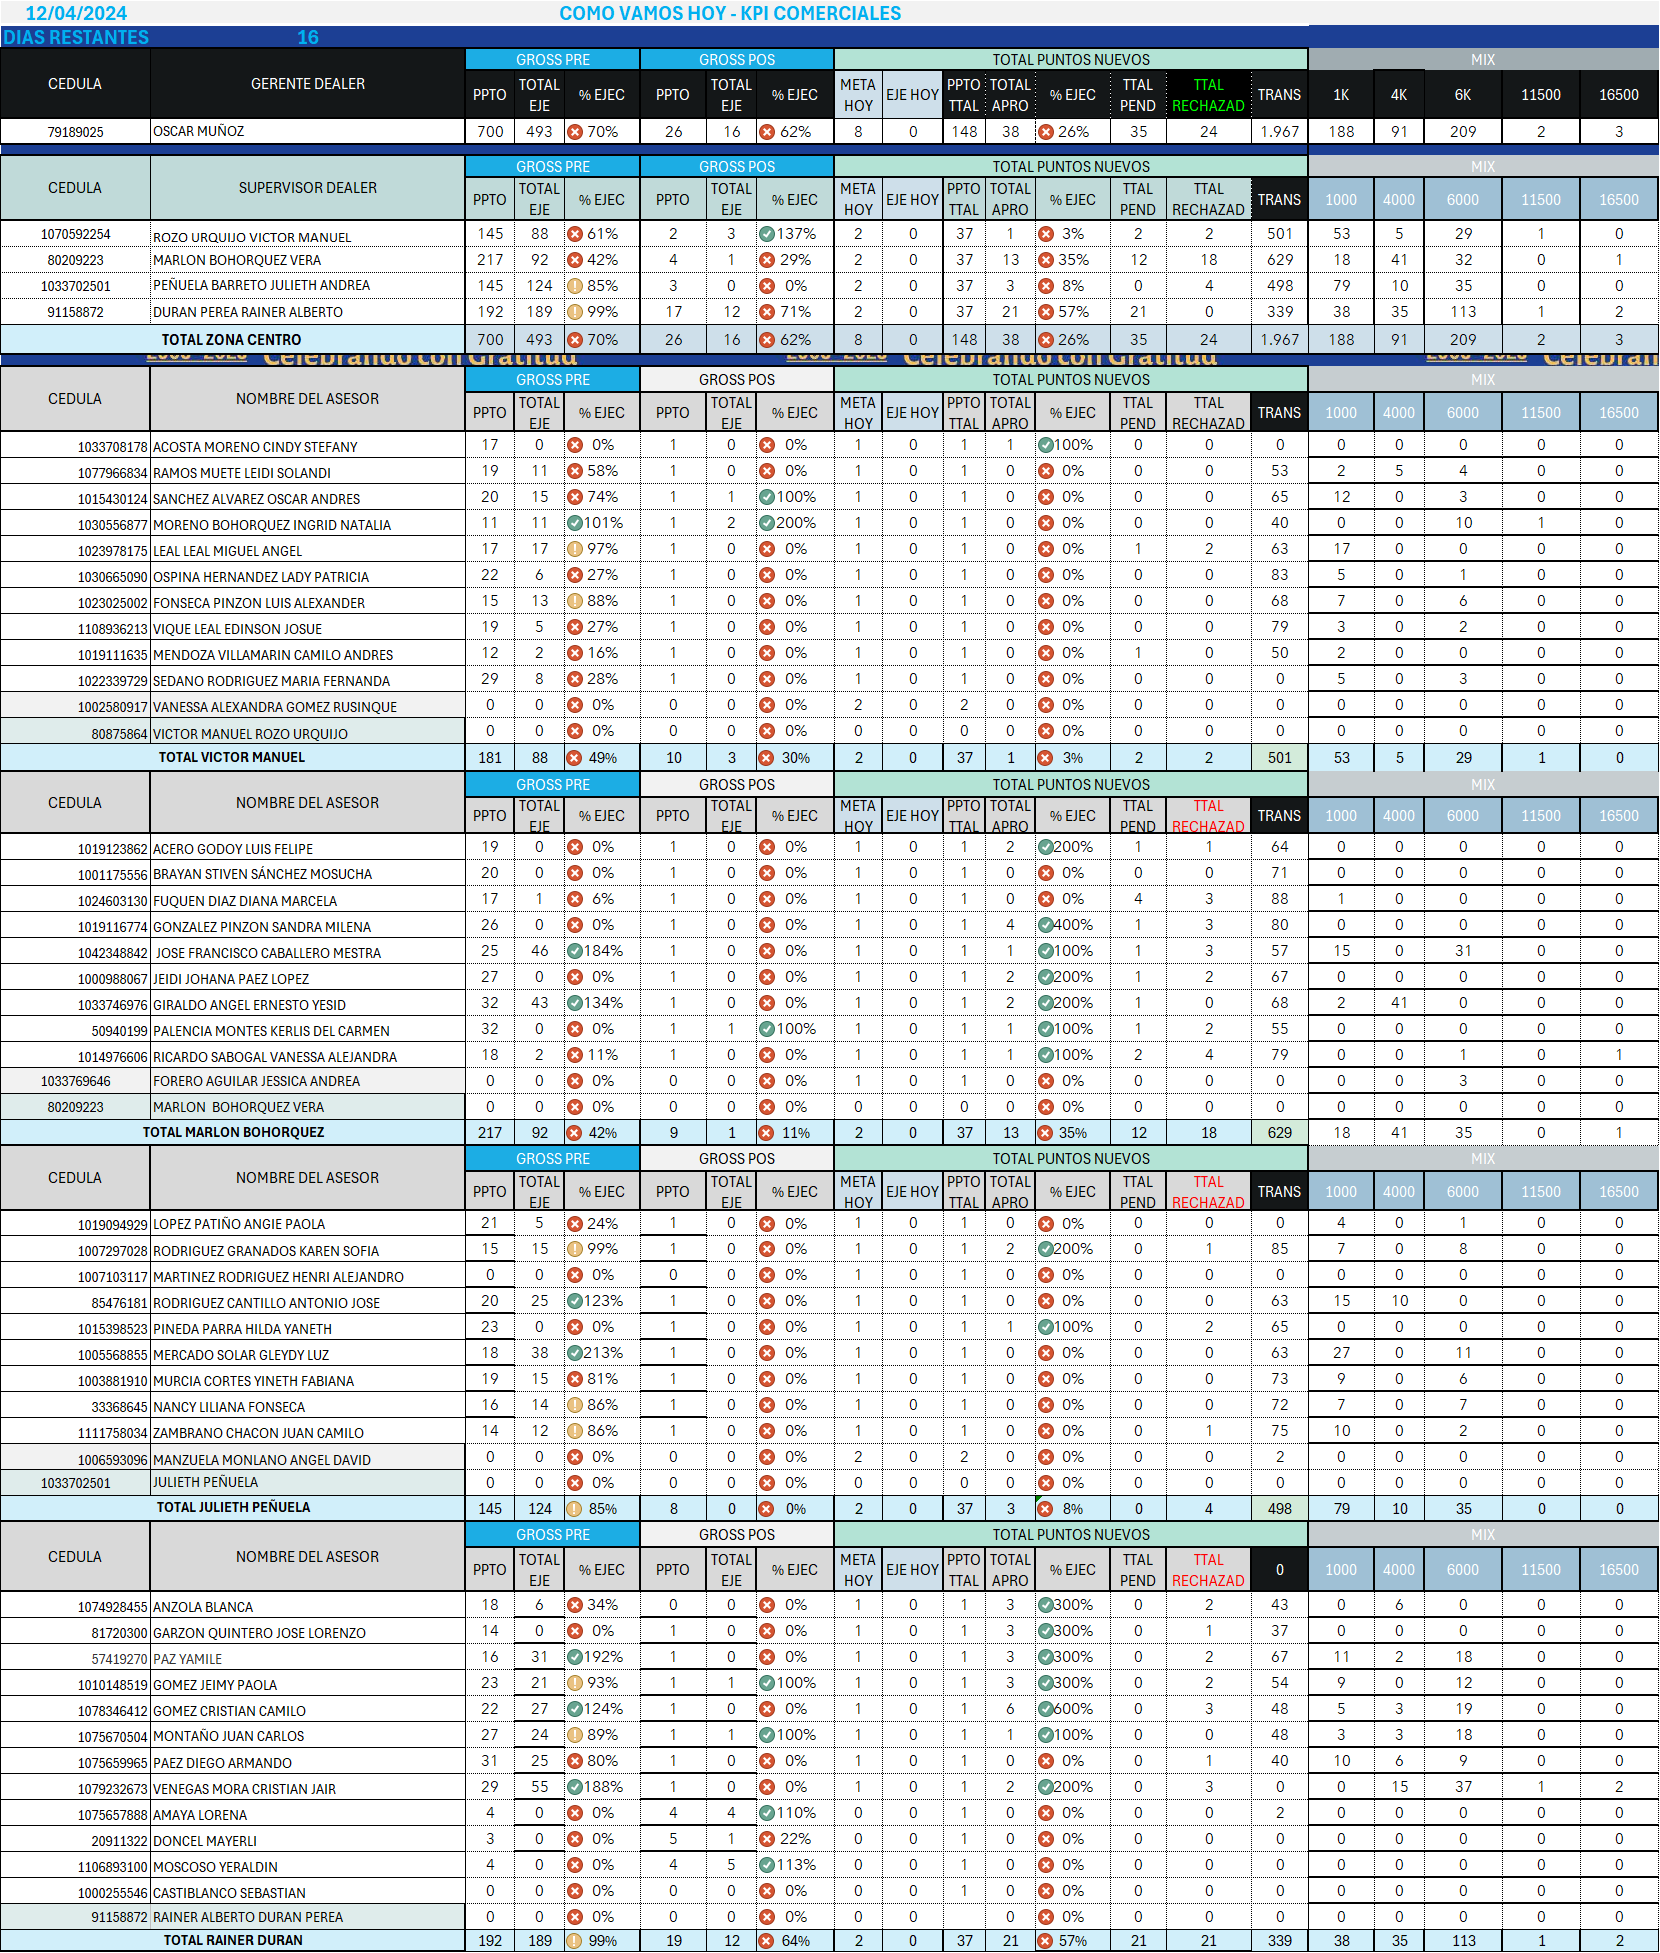 12/04/2024 COMO VAMOS HOY - KPI COMERCIALES
DIAS RESTANTES 16
CEDULA GERENTE DEALER GROSS PRE GROSS POS TOTAL PUNTOS NUEVOS MIX
PPTO TOTAL EJE % EJEC PPTO TOTAL EJE % EJEC META HOY EJE HOY PPTO TTAL TOTAL APRO % EJEC TTAL PEND TTAL RECHAZAD TRANS 1K 4K 6K 11500 16500
79189025 OSCAR MUÑOZ 700 493 70% 26 16 62% 8 0 148 38 26% 35 24 1.967 188 91 209 2 3
CEDULA SUPERVISOR DEALER GROSS PRE GROSS POS TOTAL PUNTOS NUEVOS MIX
PPTO TOTAL EJE % EJEC PPTO TOTAL EJE % EJEC META HOY EJE HOY PPTO TTAL TOTAL APRO % EJEC TTAL PEND TTAL RECHAZAD TRANS 1000 4000 6000 11500 16500
1070592254 ROZO URQUIJO VICTOR MANUEL 145 88 61% 2 3 137% 2 0 37 1 3% 2 2 501 53 5 29 1 0
80209223 MARLON BOHORQUEZ VERA 217 92 42% 4 1 29% 2 0 37 13 35% 12 18 629 18 41 32 0 1
1033702501 PEÑUELA BARRETO JULIETH ALEXANDRA 145 124 85% 3 0 0% 2 0 37 3 8% 0 4 498 79 10 35 0 0
91158872 DURAN PEREA RAINER ALBERTO 192 189 99% 17 12 71% 2 0 37 21 57% 21 0 339 38 35 113 1 2
TOTAL ZONA CENTRO 700 493 70% 26 16 62% 8 0 148 38 26% 35 24 1.967 188 91 209 2 3
2008-2023 Celebrando con Gratitud 2008-2023 Celebrando con Gratitud 2008-2023 Celebran
CEDULA NOMBRE DEL ASESOR GROSS PRE GROSS POS TOTAL PUNTOS NUEVOS MIX
PPTO TOTAL EJE % EJEC PPTO TOTAL EJE % EJEC META HOY EJE HOY PPTO TTAL TOTAL APRO % EJEC TTAL PEND TTAL RECHAZAD TRANS 1000 4000 6000 11500 16500
1033708178 ACOSTA MORENO CINDY STEFANY 17 0 0% 1 0 0% 1 0 1 1 100% 0 0 0 0 0 0 0 0
1077966834 RAMOS MUETE LEIDI SOLANDI 19 11 58% 1 0 0% 1 0 1 0 0% 0 0 53 2 5 4 0 0
1015430124 SANCHEZ ALVAREZ OSCAR ANDRES 20 15 74% 1 1 100% 1 0 1 0 0% 0 0 65 12 0 3 0 0
1030556877 MORENO BOHORQUEZ INGRID NATALIA 11 11 101% 1 2 200% 1 0 1 0 0% 0 0 40 0 0 10 1 0
1023978175 LEAL LEAL MIGUEL ANGEL 17 17 97% 1 0 0% 1 0 1 0 0% 1 2 63 17 0 0 0 0
1030665090 OSPINA HERNANDEZ LADY PATRICIA 22 6 27% 1 0 0% 1 0 1 0 0% 0 0 83 5 0 1 0 0
1023025002 FONSECA PINZON LUIS ALEXANDER 15 13 88% 1 0 0% 1 0 1 0 0% 0 0 68 7 0 6 0 0
1108936213 VIQUE LEAL EDINSON JOSUE 19 5 27% 1 0 0% 1 0 1 0 0% 0 0 79 3 0 2 0 0
1019111635 MENDOZA VILLAMARIN CAMILO ANDRES 12 2 16% 1 0 0% 1 0 1 0 0% 1 0 50 2 0 0 0 0
1022339729 SEDANO RODRIGUEZ MARIA FERNANDA 29 8 28% 1 0 0% 1 0 1 0 0% 0 0 0 5 0 3 0 0
1002580917 VANESSA ALEXANDRA GOMEZ RUSINQUE 0 0 0% 0 0 0% 2 0 2 0 0% 0 0 0 0 0 0 0 0
80875864 VICTOR MANUEL ROZO URQUIJO 0 0 0% 0 0 0% 0 0 0 0 0% 0 0 0 0 0 0 0 0
TOTAL VICTOR MANUEL 181 88 49% 10 3 30% 2 0 37 1 3% 2 2 501 53 5 29 1 0
CEDULA NOMBRE DEL ASESOR GROSS PRE GROSS POS TOTAL PUNTOS NUEVOS MIX
PPTO TOTAL EJE % EJEC PPTO TOTAL EJE % EJEC META HOY EJE HOY PPTO TTAL TOTAL APRO % EJEC TTAL PEND TTAL RECHAZAD TRANS 1000 4000 6000 11500 16500
1019123862 ACERO GODOY LUIS FELIPE 19 0 0% 1 0 0% 1 0 1 2 200% 1 1 64 0 0 0 0 0
1001175556 BRAYAN STIVEN SÁNCHEZ MOSUCHA 20 0 0% 1 0 0% 1 0 1 0 0% 0 0 71 0 0 0 0 0
1024603130 FUQUEN DIAZ DIANA MARCELA 17 1 6% 1 0 0% 1 0 1 0 0% 4 3 88 1 0 0 0 0
1019116774 GONZALEZ PINZON SANDRA MILENA 26 0 0% 1 0 0% 1 0 1 4 400% 1 3 80 0 0 0 0 0
1042348842 JOSE FRANCISCO CABALLERO MESTRA 25 46 184% 1 0 0% 1 0 1 1 100% 1 3 57 15 0 31 0 0
1000988067 JEIDI JOHANA PAEZ LOPEZ 27 0 0% 1 0 0% 1 0 1 2 200% 1 2 67 0 0 0 0 0
1033746976 GIRALDO ANGEL ERNESTO YESID 32 43 134% 1 0 0% 1 0 1 2 200% 1 0 68 2 41 0 0 0
50940199 PALENCIA MONTES KERLIS DEL CARMEN 32 0 0% 1 1 100% 1 0 1 1 100% 1 2 55 0 0 0 0 0
1014976606 RICARDO SABOGAL VANESSA ALEJANDRA 18 2 11% 1 0 0% 1 0 1 1 100% 2 4 79 0 0 1 0 1
1033769646 FORERO AGUILAR JESSICA ANDREA 0 0 0% 0 0 0% 1 0 1 0 0% 0 0 0 0 0 3 0 0
80209223 MARLON BOHORQUEZ VERA 0 0 0% 0 0 0% 0 0 0 0 0% 0 0 0 0 0 0 0 0
TOTAL MARLON BOHORQUEZ 217 92 42% 9 1 11% 2 0 37 13 35% 12 18 629 18 41 35 0 1
CEDULA NOMBRE DEL ASESOR GROSS PRE GROSS POS TOTAL PUNTOS NUEVOS MIX
PPTO TOTAL EJE % EJEC PPTO TOTAL EJE % EJEC META HOY EJE HOY PPTO TTAL TOTAL APRO % EJEC TTAL PEND TTAL RECHAZAD TRANS 1000 4000 6000 11500 16500
1019094929 LOPEZ PATIÑO ANGIE PAOLA 21 5 24% 1 0 0% 1 0 1 0 0% 0 0 0 4 0 1 0 0
1007297028 RODRIGUEZ GRANADOS KAREN SOFIA 15 15 99% 1 0 0% 1 0 1 2 200% 0 1 85 7 0 8 0 0
1007103117 MARTINEZ RODRIGUEZ HENRI ALEJANDRO 0 0 0% 0 0 0% 1 0 1 0 0% 0 0 0 0 0 0 0 0
85476181 RODRIGUEZ CANTILLO ANTONIO JOSE 20 25 123% 1 0 0% 1 0 1 0 0% 0 0 63 15 10 0 0 0
1015398523 PINEDA PARRA HILDA YANETH 23 0 0% 1 0 0% 1 0 1 1 100% 0 2 65 0 0 0 0 0
1005568855 MERCADO SOLAR GLEYDY LUZ 18 38 213% 1 0 0% 1 0 1 0 0% 0 0 63 27 0 11 0 0
1003881910 MURCIA CORTES YINETH FABIANA 19 15 81% 1 0 0% 1 0 1 0 0% 0 0 73 9 0 6 0 0
33368645 NANCY LILIANA FONSECA 16 14 86% 1 0 0% 1 0 1 0 0% 0 0 72 7 0 7 0 0
1111758034 ZAMBRANO CHACON JUAN CAMILO 14 12 86% 1 0 0% 1 0 1 0 0% 0 1 75 10 0 2 0 0
1006593096 MANZUELA MONLANO ANGEL DAVID 0 0 0% 0 0 0% 2 0 2 0 0% 0 0 2 0 0 0 0 0
1033702501 JULIETH PEÑUELA 0 0 0% 0 0 0% 0 0 0 0 0% 0 0 0 0 0 0 0 0
TOTAL JULIETH PEÑUELA 145 124 85% 8 0 0% 2 0 37 3 8% 0 4 498 79 10 35 0 0
CEDULA NOMBRE DEL ASESOR GROSS PRE GROSS POS TOTAL PUNTOS NUEVOS MIX
PPTO TOTAL EJE % EJEC PPTO TOTAL EJE % EJEC META HOY EJE HOY PPTO TTAL TOTAL APRO % EJEC TTAL PEND TTAL RECHAZAD 0 1000 4000 6000 11500 16500
1074928455 ANZOLA BLANCA 18 6 34% 0 0 0% 1 0 1 3 300% 0 2 43 0 6 0 0 0
81720300 GARZON QUINTERO JOSE LORENZO 14 0 0% 1 0 0% 1 0 1 3 300% 0 1 37 0 0 0 0 0
57419270 PAZ YAMILE 16 31 192% 1 0 0% 1 0 1 3 300% 0 2 67 11 2 18 0 0
1010148519 GOMEZ JEIMY PAOLA 23 21 93% 1 1 100% 1 0 1 3 300% 0 2 54 9 0 12 0 0
1078346412 GOMEZ CRISTIAN CAMILO 22 27 124% 1 0 0% 1 0 1 6 600% 0 3 48 5 3 19 0 0
1075670504 MONTAÑO JUAN CARLOS 27 24 89% 1 1 100% 1 0 1 1 100% 0 0 48 3 3 18 0 0
1075659965 PAEZ DIEGO ARMANDO 31 25 80% 1 0 0% 1 0 1 0 0% 0 1 40 10 6 9 0 0
1079232673 VENEGAS MORA CRISTIAN JAIR 29 55 188% 1 0 0% 1 0 1 2 200% 0 3 0 0 15 37 1 2
1075657888 AMAYA LORENA 4 0 0% 4 4 110% 0 0 1 0 0% 0 0 2 0 0 0 0 0
20911322 DONCEL MAYERLI 3 0 0% 5 1 22% 0 0 1 0 0% 0 0 0 0 0 0 0 0
1106893100 MOSCOSO YERALDIN 4 0 0% 4 5 113% 0 0 1 0 0% 0 0 0 0 0 0 0 0
1000255546 CASTIBLANCO SEBASTIAN 0 0 0% 0 0 0% 0 0 1 0 0% 0 0 0 0 0 0 0 0
91158872 RAINER ALBERTO DURAN PEREA 0 0 0% 0 0 0% 0 0 0 0% 0 0 0 0 0 0 0 0
TOTAL RAINER DURAN 192 189 99% 19 12 64% 2 0 37 21 57% 21 21 339 38 35 113 1 2